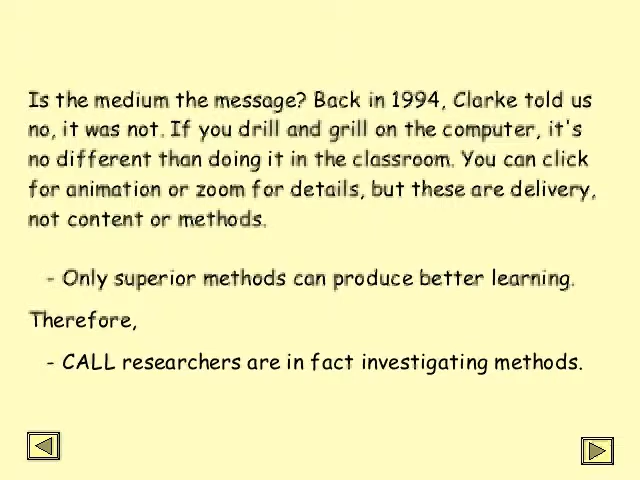 Is the medium the message? Back in 1994, Clarke told us
no, it was not. If you drill and grill on the computer, it's
no different than doing it in the classroom. You can click
for animation or zoom for details, but these are delivery,
not content or methods.
- Only superior methods can produce better learning.
Therefore,
- CALL researchers are in fact investigating methods.